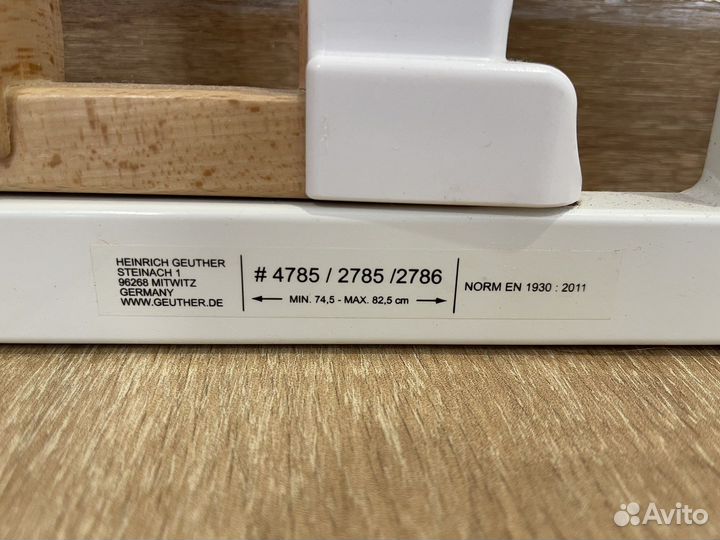 HEINRICH GEUTHER
STEINACH 1
96268 MITWITZ
GERMANY
WWW.GEUTHER.DE
# 4785 / 2785 /2786
MIN. 74,5 - MAX. 82,5 cm
NORM EN 1930 : 2011
Avito